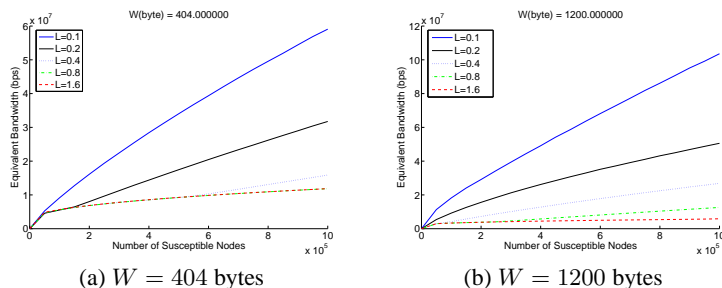 W(byte) = 404.000000
x 10^7
6
5
4
3
2
1
0
Equivalent Bandwidth (bps)
L=0.1
L=0.2
L=0.4
L=0.8
L=1.6
0 2 4 6 8 10
Number of Susceptible Nodes
x 10^5
(a) W = 404 bytes
W(byte) = 1200.000000
x 10^7
12
10
8
6
4
2
0
Equivalent Bandwidth (bps)
L=0.1
L=0.2
L=0.4
L=0.8
L=1.6
0 2 4 6 8 10
Number of Susceptible Nodes
x 10^5
(b) W = 1200 bytes